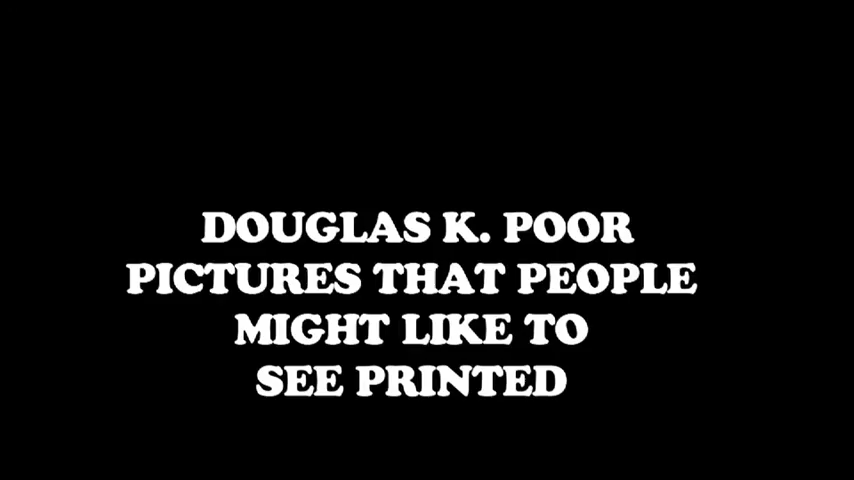 DOUGLAS K. POOR
PICTURES THAT PEOPLE
MIGHT LIKE TO
SEE PRINTED